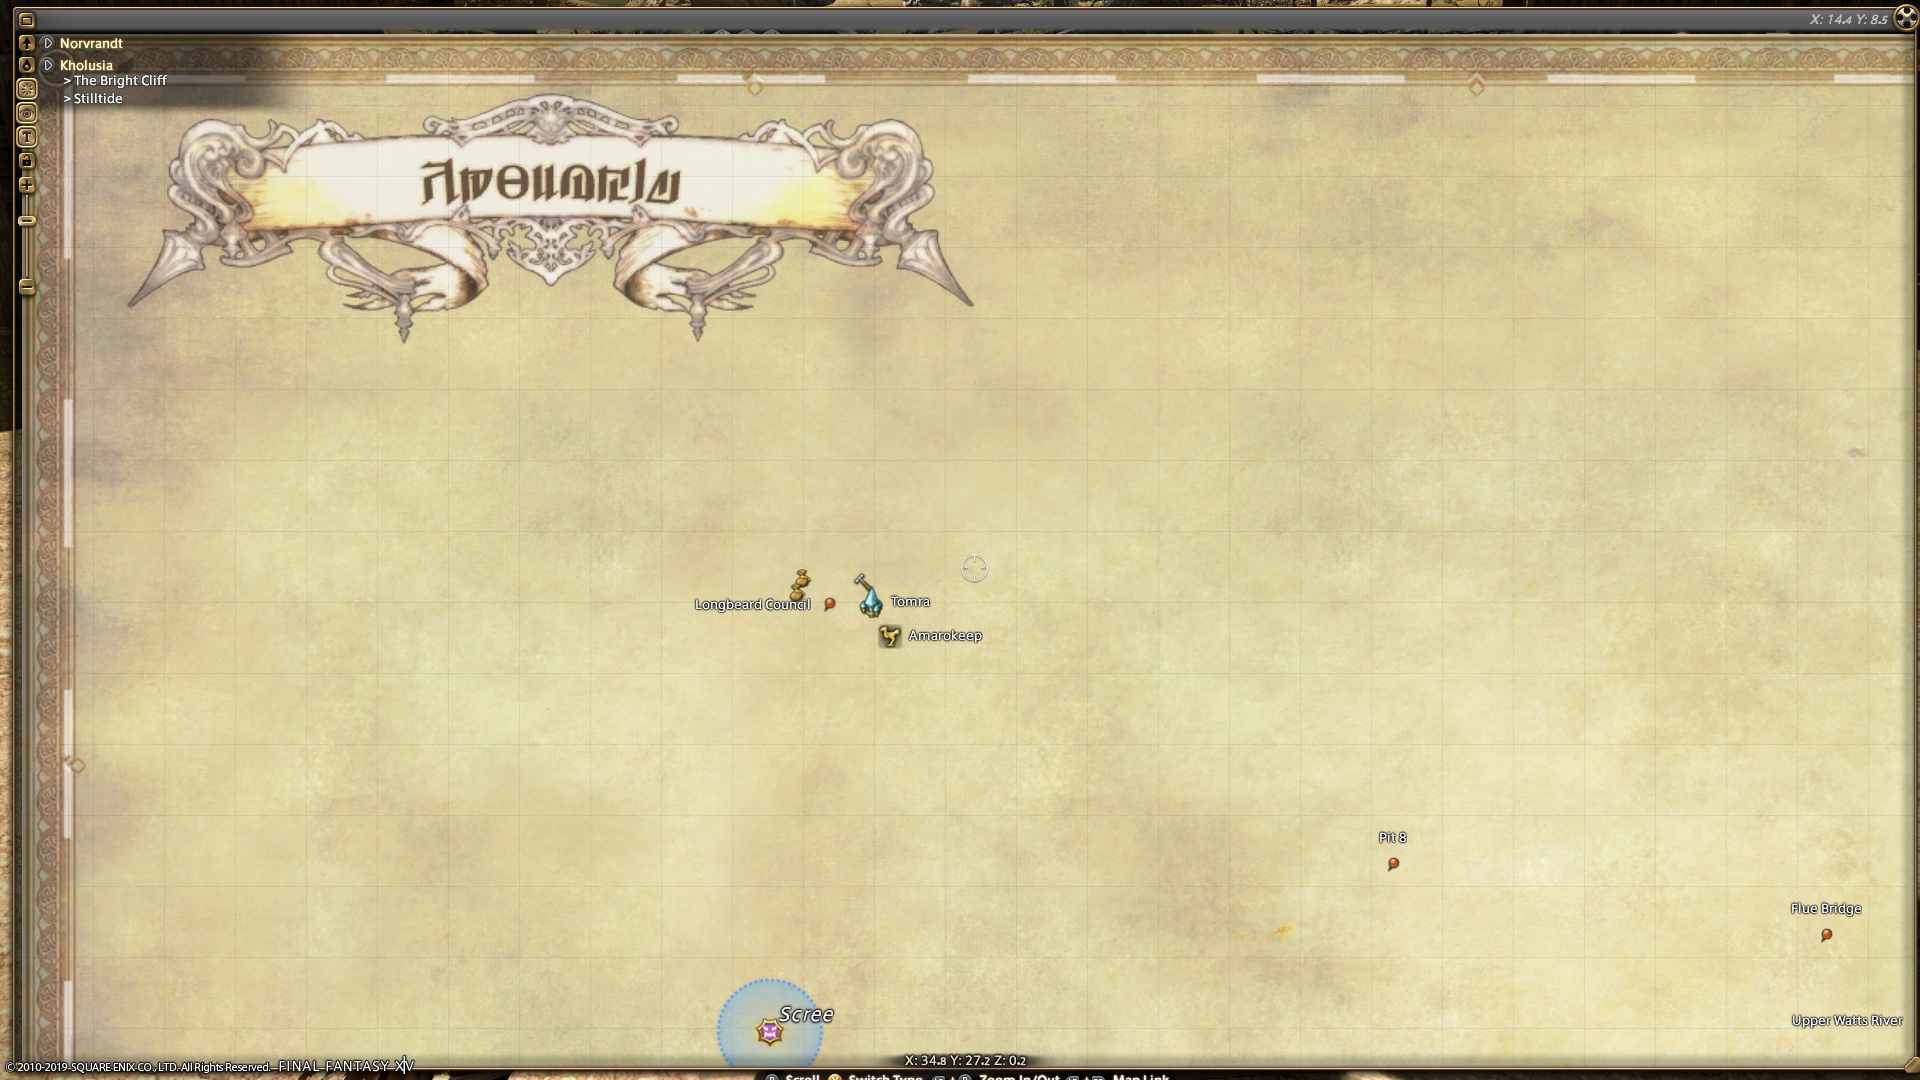 X: 14.4 Y: 8.5
Norvrandt
Kholusia
> The Bright Cliff
> Stilltide
Longbeard Council
Tomra
Amarokeep
Pit 8
Flue Bridge
Scree
Upper Watts River
X: 34.8 Y: 27.2 Z: 0.2
© 2010-2019 SQUARE ENIX CO., LTD. All Rights Reserved. FINAL FANTASY XIV
Scroll Switch Type Zoom In/Out Map Link